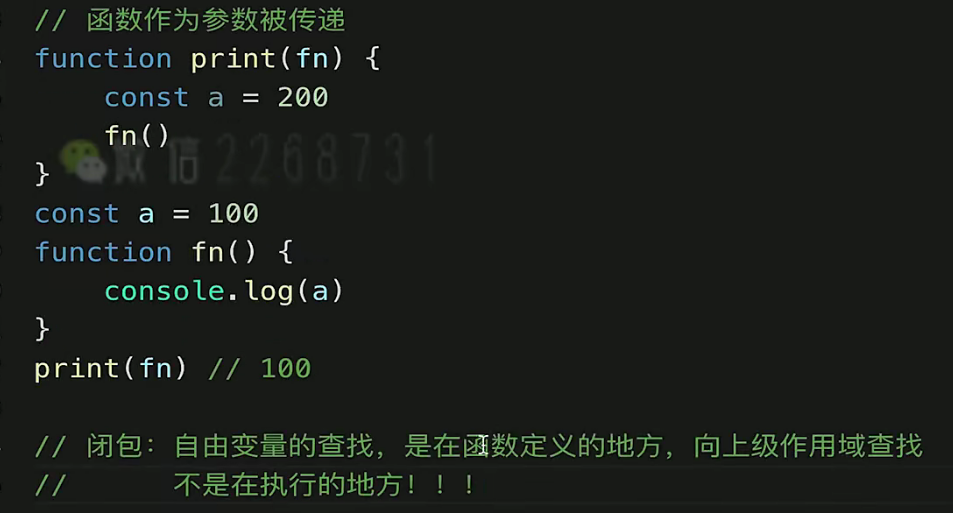 // 函数作为参数被传递
function print(fn) {
    const a = 200
    fn()
微信2268731
}
const a = 100
function fn() {
    console.log(a)
}
print(fn) // 100
// 闭包：自由变量的查找，是在函数定义的地方，向上级作用域查找
//      不是在执行的地方！！！